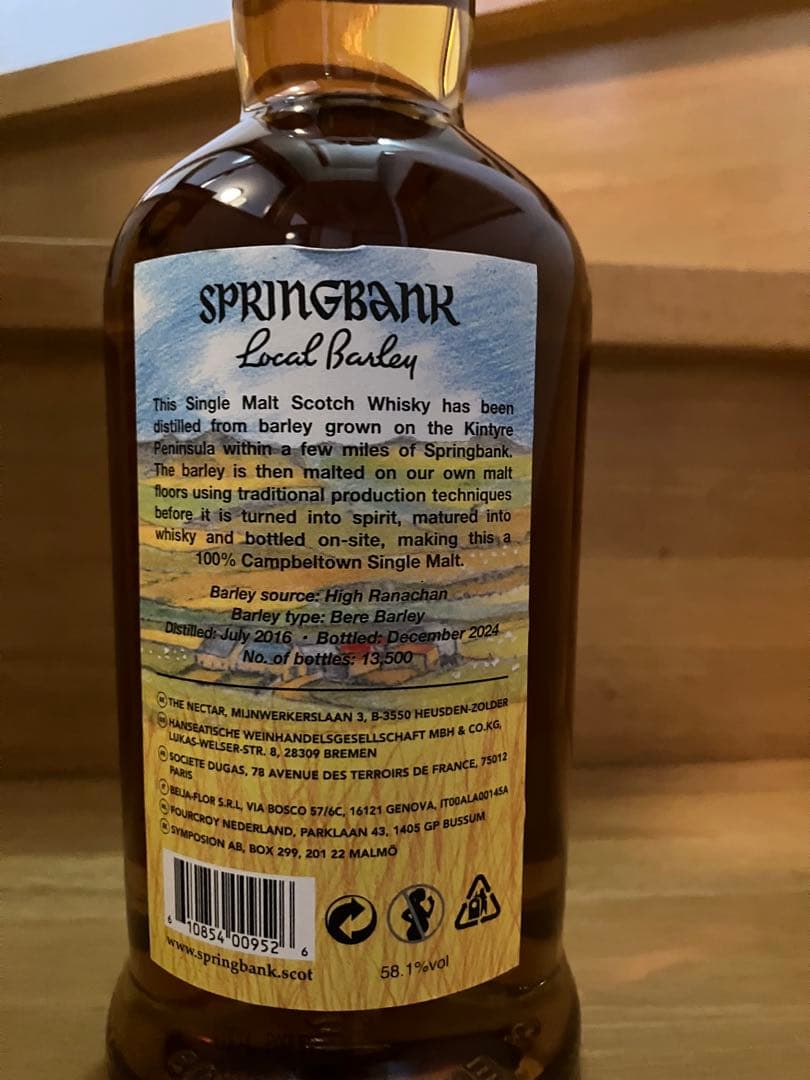 SPRINGBANK
Local Barley
This Single Malt Scotch Whisky has been
distilled from barley grown on the Kintyre
Peninsula within a few miles of Springbank.
The barley is then malted on our own malt
floors using traditional production techniques
before it is turned into spirit, matured into
whisky and bottled on-site, making this a
100% Campbeltown Single Malt.
Barley source: High Ranachan
Barley type: Bere Barley
Distilled: July 2016 • Bottled: December 2024
No. of bottles: 13,500
THE NECTAR, MIJNWERKERSLAAN 3, B-3550 HEUSDEN-ZOLDER
HANSEATISCHE WEINHANDELSGESELLSCHAFT MBH & CO.KG,
LUKAS-WELSER-STR. 8, 28309 BREMEN
SOCIETE DUGAS, 78 AVENUE DES TERROIRS DE FRANCE, 75012
PARIS
BEIJA-FLOR S.R.L, VIA BOSCO 57/6C, 16121 GENOVA, IT00ALA00145A
FOURCROY NEDERLAND, PARKLAAN 43, 1405 GP BUSSUM
SYMPOSION AB, BOX 299, 201 22 MALMÖ
6 10854 00952 6
www.springbank.scot
58.1%vol